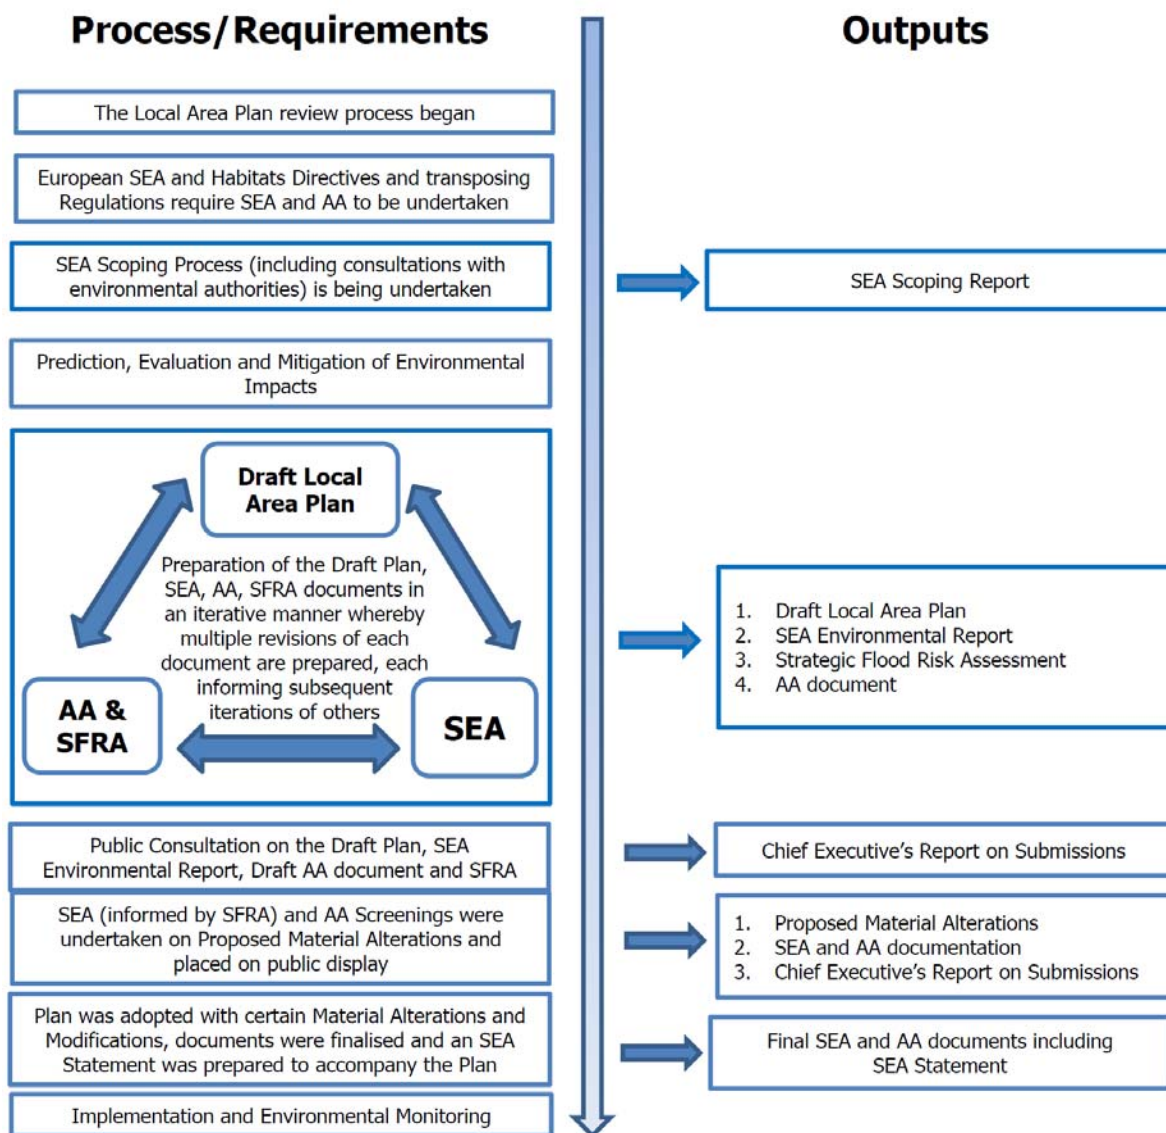 Process/Requirements
Outputs
The Local Area Plan review process began
European SEA and Habitats Directives and transposing
Regulations require SEA and AA to be undertaken
SEA Scoping Process (including consultations with
environmental authorities) is being undertaken
SEA Scoping Report
Prediction, Evaluation and Mitigation of Environmental
Impacts
Draft Local
Area Plan
Preparation of the Draft Plan,
SEA, AA, SFRA documents in
an iterative manner whereby
multiple revisions of each
document are prepared, each
informing subsequent
iterations of others
AA &
SFRA
SEA
1. Draft Local Area Plan
2. SEA Environmental Report
3. Strategic Flood Risk Assessment
4. AA document
Public Consultation on the Draft Plan, SEA
Environmental Report, Draft AA document and SFRA
Chief Executive's Report on Submissions
SEA (informed by SFRA) and AA Screenings were
undertaken on Proposed Material Alterations and
placed on public display
1. Proposed Material Alterations
2. SEA and AA documentation
3. Chief Executive's Report on Submissions
Plan was adopted with certain Material Alterations and
Modifications, documents were finalised and an SEA
Statement was prepared to accompany the Plan
Final SEA and AA documents including
SEA Statement
Implementation and Environmental Monitoring